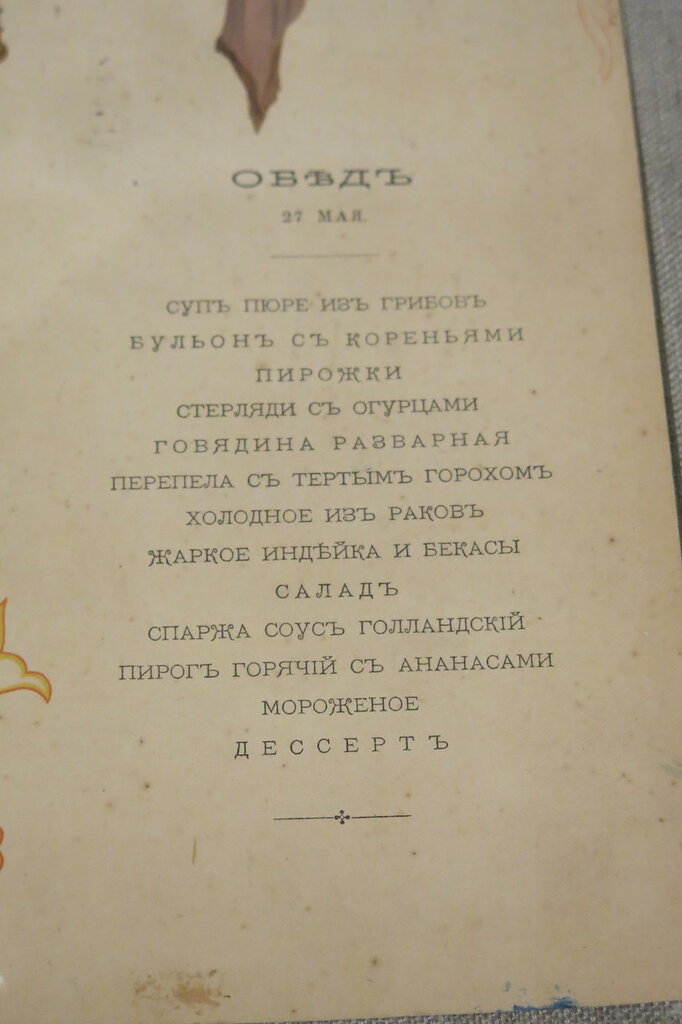 ОБѢДЪ
27 МАЯ.
СУПЪ ПЮРЕ ИЗЪ ГРИБОВЪ
БУЛЬОНЪ СЪ КОРЕНЬЯМИ
ПИРОЖКИ
СТЕРЛЯДИ СЪ ОГУРЦАМИ
ГОВЯДИНА РАЗВАРНАЯ
ПЕРЕПЕЛА СЪ ТЕРТЫМЪ ГОРОХОМЪ
ХОЛОДНОЕ ИЗЪ РАКОВЪ
ЖАРКОЕ ИНДѢЙКА И БЕКАСЫ
САЛАДЪ
СПАРЖА СОУСЪ ГОЛЛАНДСКІЙ
ПИРОГЪ ГОРЯЧІЙ СЪ АНАНАСАМИ
МОРОЖЕНОЕ
ДЕССЕРТЪ